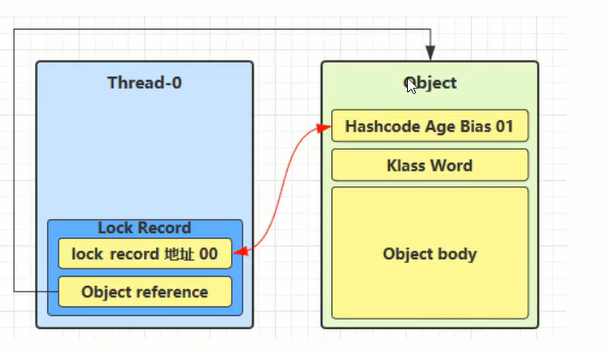 Thread-0
Lock Record
lock record 地址 00
Object reference
Object
Hashcode Age Bias 01
Klass Word
Object body